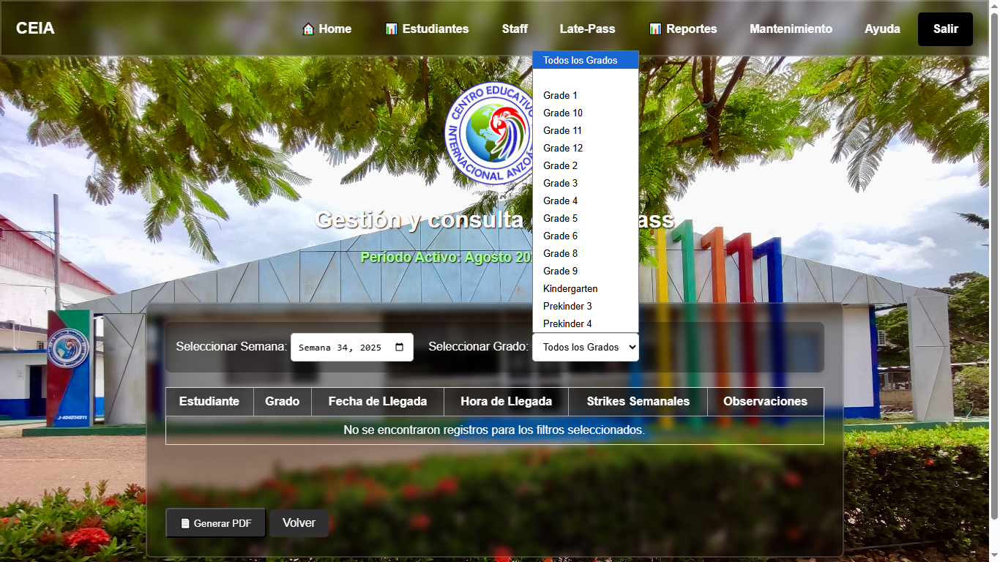 CEIA
Home
Estudiantes
Staff
Late-Pass
Reportes
Mantenimiento
Ayuda
Salir
Todos los Grados
Grade 1
Grade 10
Grade 11
Grade 12
Grade 2
Grade 3
Grade 4
Grade 5
Grade 6
Grade 8
Grade 9
Kindergarten
Prekinder 3
Prekinder 4
CENTRO EDUCATIVO
INTERNACIONAL ANZOÁ
Gestión y consulta
ass
Período Activo: Agosto 20
Seleccionar Semana: Semana 34, 2025 Seleccionar Grado: Todos los Grados
Estudiante Grado Fecha de Llegada Hora de Llegada Strikes Semanales Observaciones
No se encontraron registros para los filtros seleccionados.
Generar PDF Volver